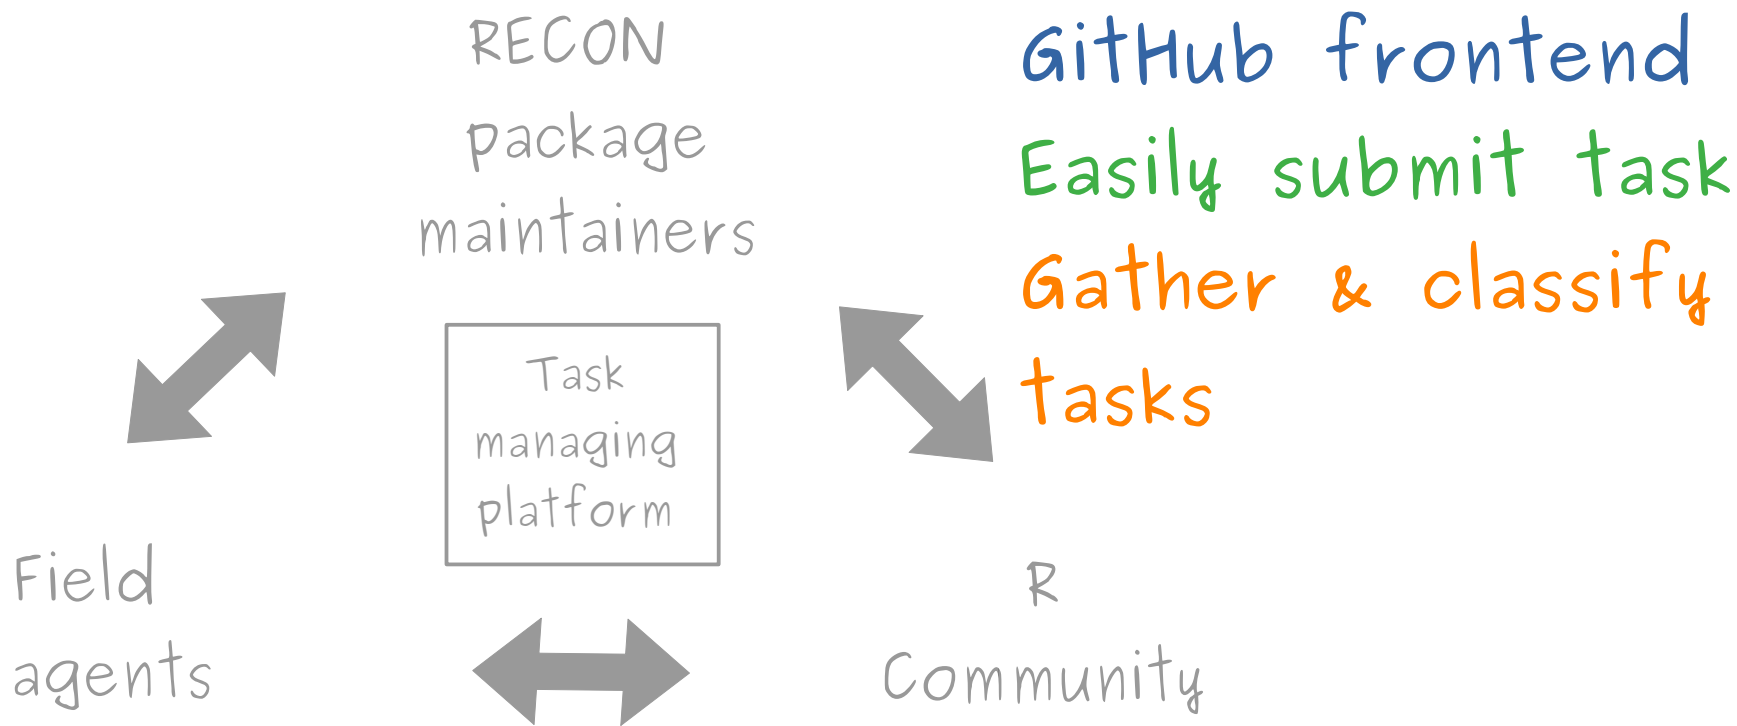 RECON
package
maintainers
GitHub frontend
Easily submit task
Gather & classify
tasks
Task
managing
platform
Field
agents
R
Community